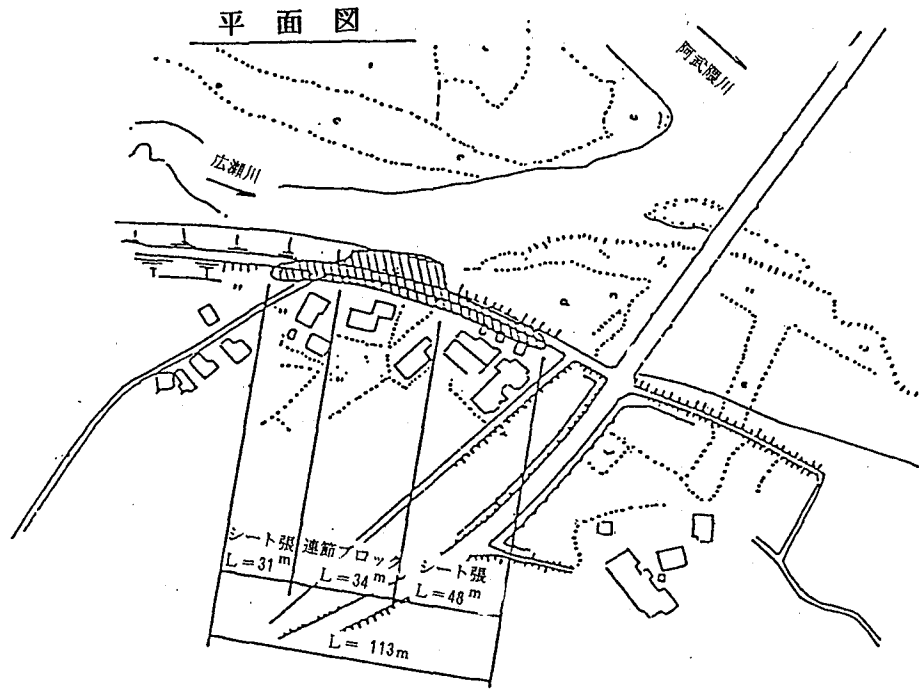 平面図
阿武隈川
広瀬川
シート張
L=31m
連節ブロック
L=34m
シート張
L=48m
L= 113m